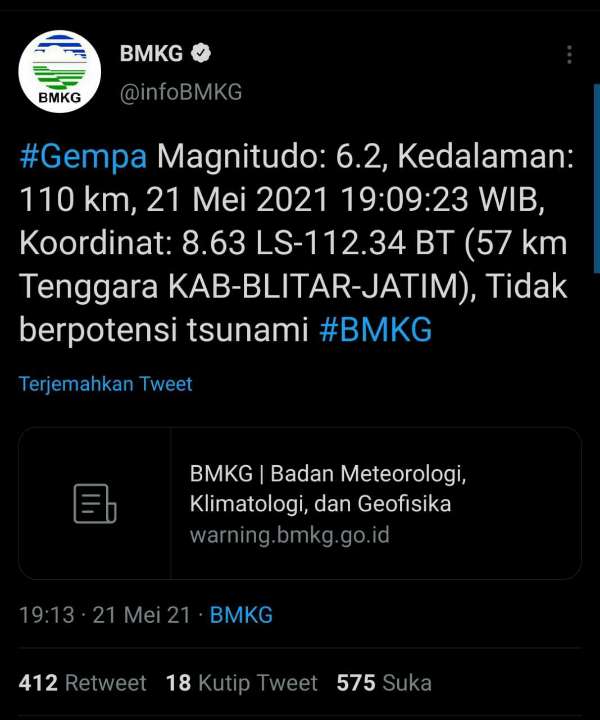 BMKG
BMKG
@infoBMKG
#Gempa Magnitudo: 6.2, Kedalaman:
110 km, 21 Mei 2021 19:09:23 WIB,
Koordinat: 8.63 LS-112.34 BT (57 km
Tenggara KAB-BLITAR-JATIM), Tidak
berpotensi tsunami #BMKG
Terjemahkan Tweet
BMKG | Badan Meteorologi,
Klimatologi, dan Geofisika
warning.bmkg.go.id
19:13 · 21 Mei 21 · BMKG
412 Retweet 18 Kutip Tweet 575 Suka